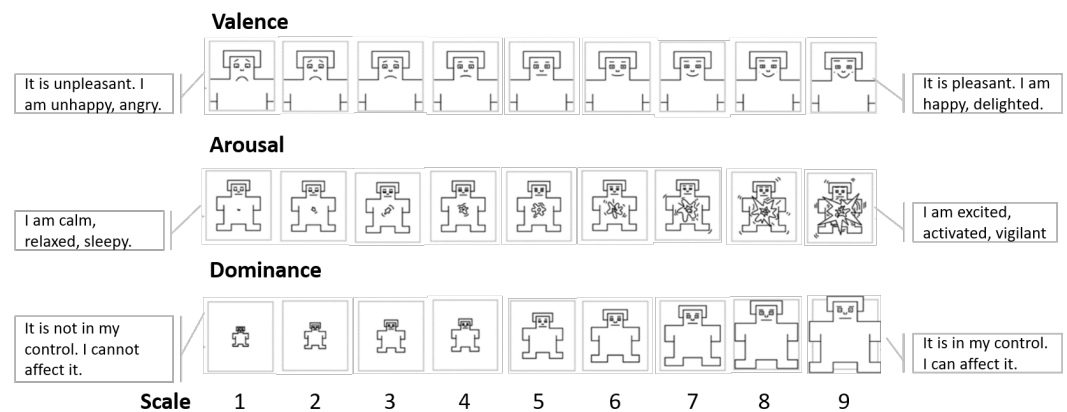 Valence
It is unpleasant. I
am unhappy, angry.
It is pleasant. I am
happy, delighted.
Arousal
I am calm,
relaxed, sleepy.
I am excited,
activated, vigilant
Dominance
It is not in my
control. I cannot
affect it.
It is in my control.
I can affect it.
Scale 1 2 3 4 5 6 7 8 9